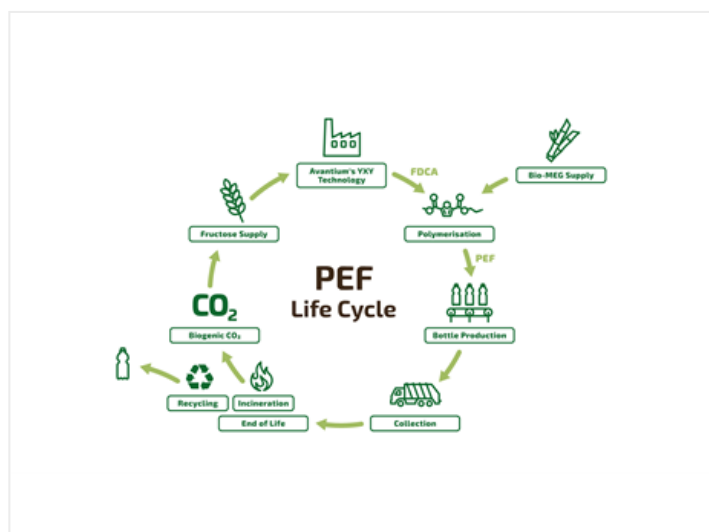 Avantium's YXY
Technology
FDCA
Bio-MEG Supply
Fructose Supply
Polymerisation
PEF
Life Cycle
PEF
CO₂
Biogenic CO₂
Bottle Production
Recycling
Incineration
End of Life
Collection